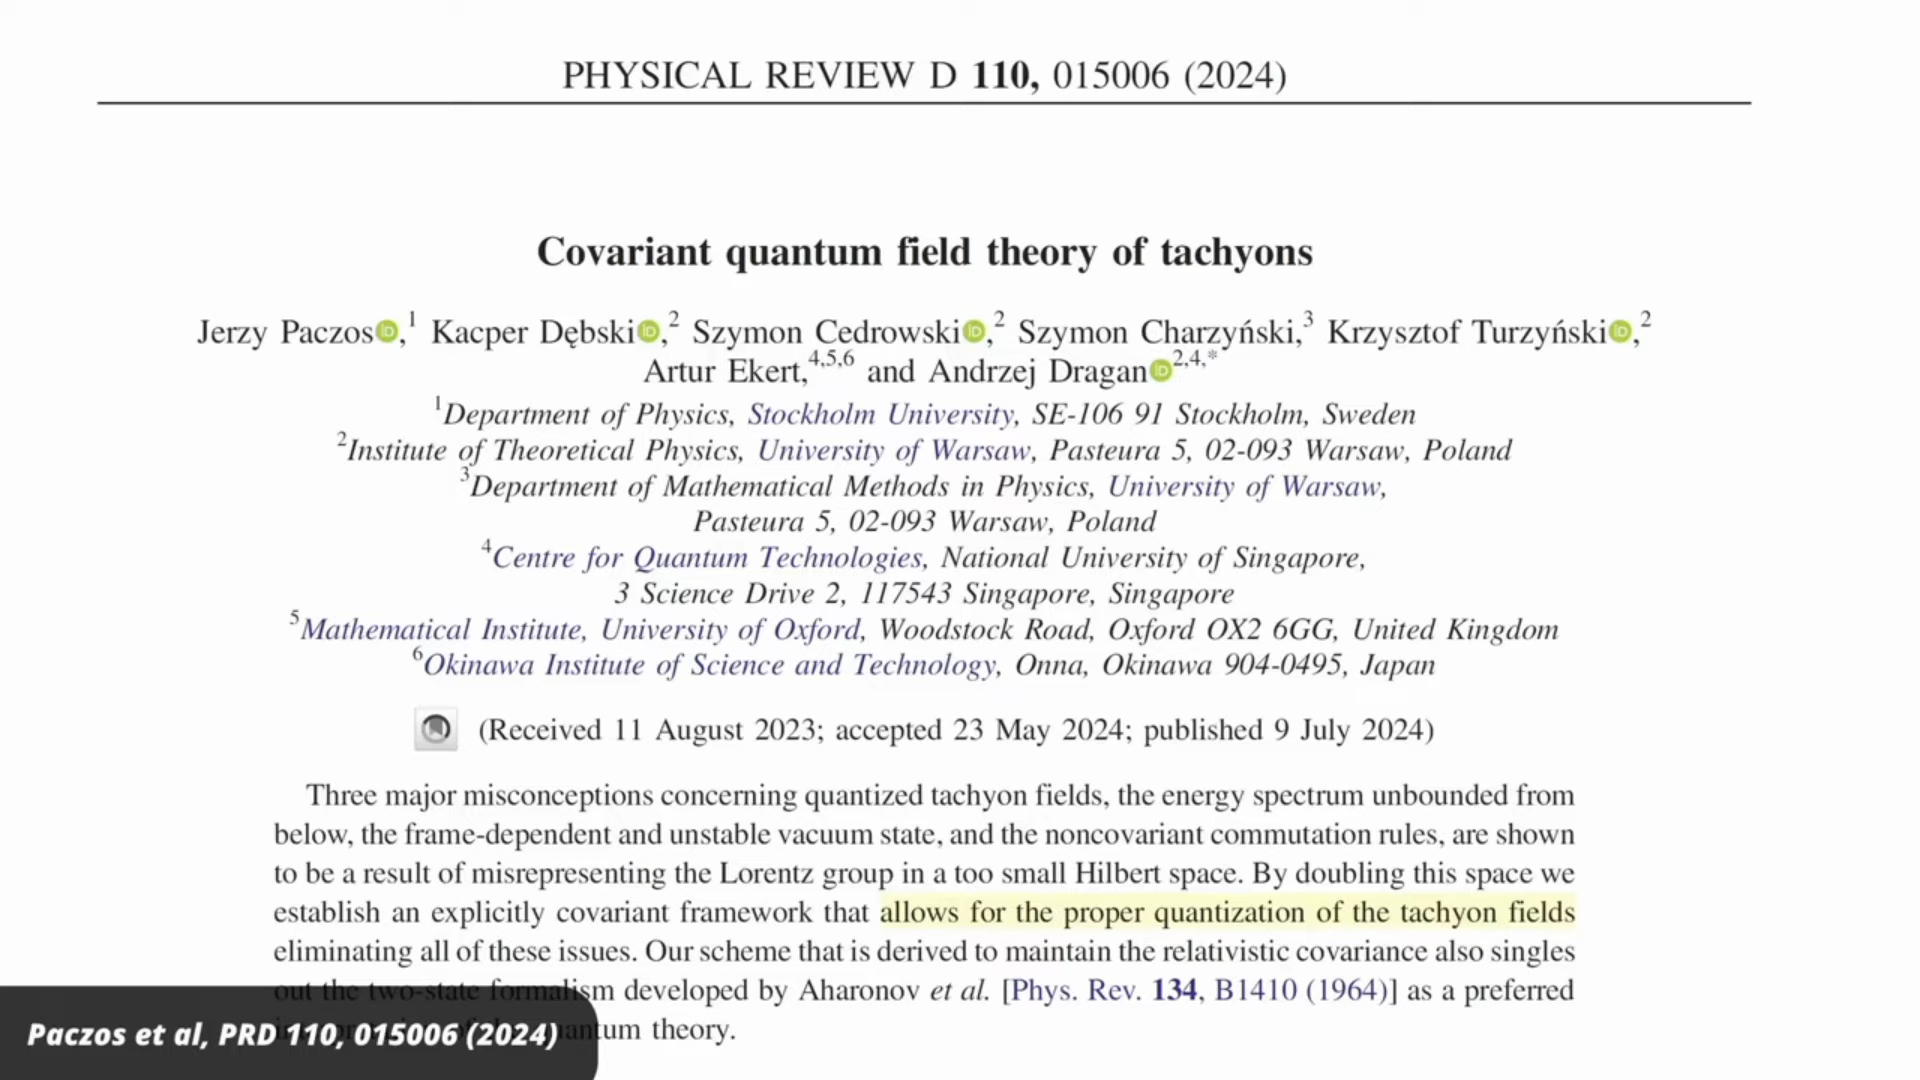 PHYSICAL REVIEW D 110, 015006 (2024)
Covariant quantum field theory of tachyons
Jerzy Paczos,1 Kacper Dębski,2 Szymon Cedrowski,2 Szymon Charzyński,3 Krzysztof Turzyński,2
Artur Ekert,4,5,6 and Andrzej Dragan2,4,*
1Department of Physics, Stockholm University, SE-106 91 Stockholm, Sweden
2Institute of Theoretical Physics, University of Warsaw, Pasteura 5, 02-093 Warsaw, Poland
3Department of Mathematical Methods in Physics, University of Warsaw,
Pasteura 5, 02-093 Warsaw, Poland
4Centre for Quantum Technologies, National University of Singapore,
3 Science Drive 2, 117543 Singapore, Singapore
5Mathematical Institute, University of Oxford, Woodstock Road, Oxford OX2 6GG, United Kingdom
6Okinawa Institute of Science and Technology, Onna, Okinawa 904-0495, Japan
(Received 11 August 2023; accepted 23 May 2024; published 9 July 2024)
Three major misconceptions concerning quantized tachyon fields, the energy spectrum unbounded from
below, the frame-dependent and unstable vacuum state, and the noncovariant commutation rules, are shown
to be a result of misrepresenting the Lorentz group in a too small Hilbert space. By doubling this space we
establish an explicitly covariant framework that allows for the proper quantization of the tachyon fields
eliminating all of these issues. Our scheme that is derived to maintain the relativistic covariance also singles
out the two-state formalism developed by Aharonov et al. [Phys. Rev. 134, B1410 (1964)] as a preferred
quantum theory.
Paczos et al, PRD 110, 015006 (2024)